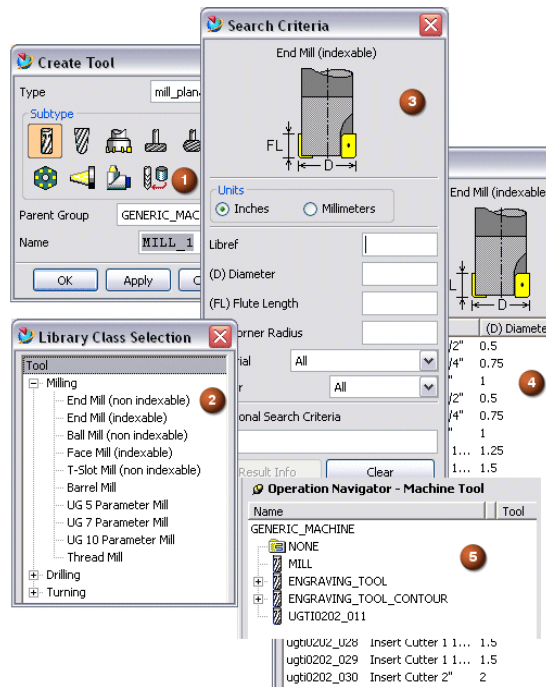 Create Tool
Type
mill_plana
Subtype
1
Parent Group
GENERIC_MAC
Name
MILL_1
OK
Apply
C
Search Criteria
End Mill (indexable)
3
FL
D
Units
Inches
Millimeters
Libref
(D) Diameter
(FL) Flute Length
orner Radius
rial
All
r
All
onal Search Criteria
Result Info
Clear
Library Class Selection
Tool
Milling
End Mill (non indexable)
2
End Mill (indexable)
Ball Mill (non indexable)
Face Mill (indexable)
T-Slot Mill (non indexable)
Barrel Mill
UG 5 Parameter Mill
UG 7 Parameter Mill
UG 10 Parameter Mill
Thread Mill
Drilling
Turning
End Mill (indexable
L
D
(D) Diamete
/2" 0.5
/4" 0.75
" 1
4
/2" 0.5
/4" 0.75
" 1
1... 1.25
1... 1.5
Operation Navigator - Machine Tool
Name Tool
GENERIC_MACHINE
NONE
MILL
5
ENGRAVING_TOOL
ENGRAVING_TOOL_CONTOUR
UGTI0202_011
ugti0202_028 Insert Cutter 1 1... 1.5
ugti0202_029 Insert Cutter 1 1... 1.5
ugti0202_030 Insert Cutter 2" 2